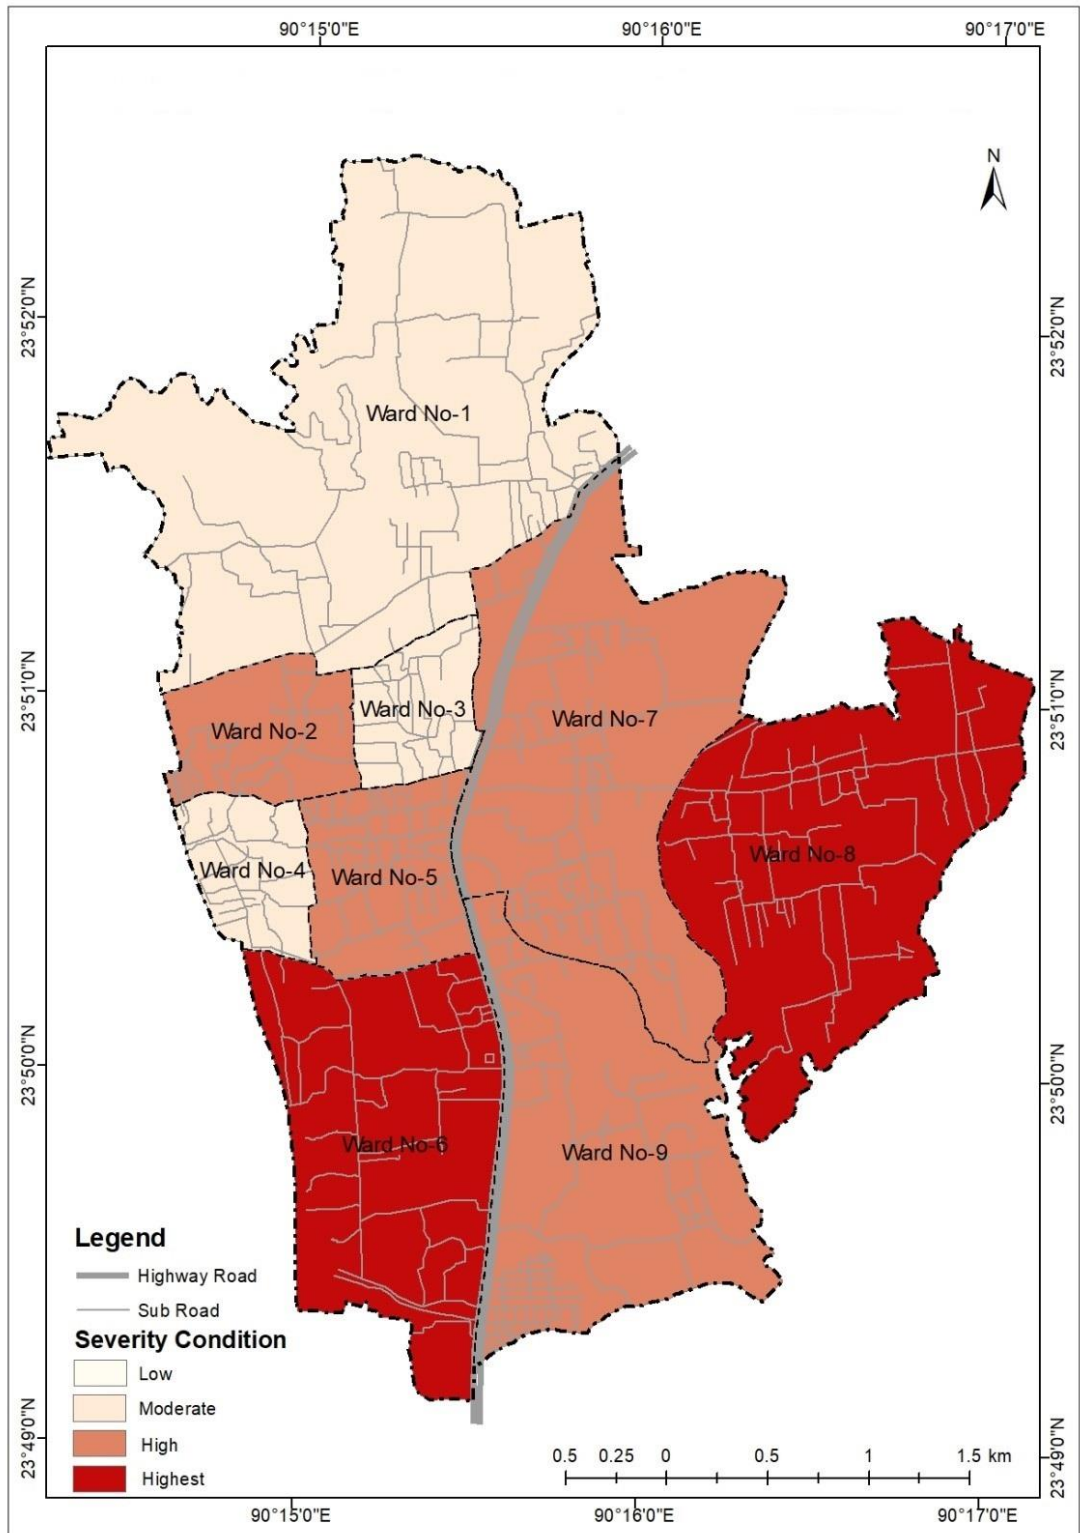 90°15'0"E 90°16'0"E 90°17'0"E
N
23°52'0"N
23°52'0"N
Ward No-1
23°51'0"N
23°51'0"N
Ward No-3
Ward No-7
Ward No-2
Ward No-8
Ward No-4
Ward No-5
23°50'0"N
23°50'0"N
Ward No-6
Ward No-9
Legend
Highway Road
Sub Road
Severity Condition
Low
Moderate
High
Highest
23°49'0"N
23°49'0"N
0.5 0.25 0 0.5 1 1.5 km
90°15'0"E 90°16'0"E 90°17'0"E